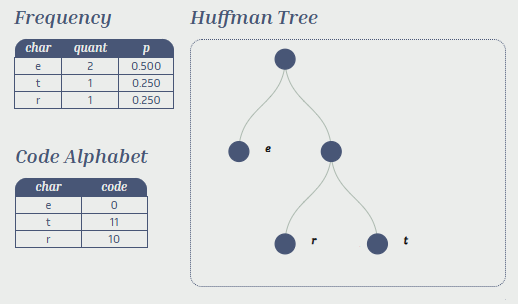 Frequency
char quant p
e 2 0.500
t 1 0.250
r 1 0.250
Code Alphabet
char code
e 0
t 11
r 10
Huffman Tree
e
r t